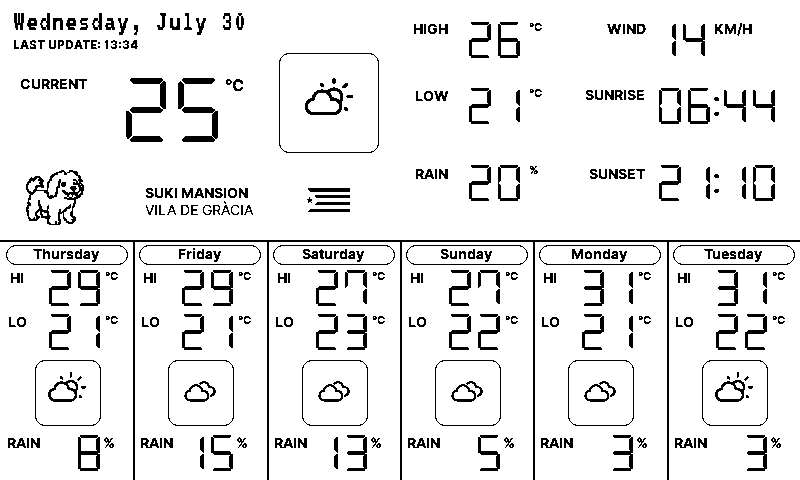 Wednesday, July 30
LAST UPDATE: 13:34
CURRENT 25 °C
HIGH 26 °C
LOW 21 °C
RAIN 20 %
WIND 14 KM/H
SUNRISE 06:44
SUNSET 21:10
SUKI MANSION
VILA DE GRÀCIA
Thursday
HI 29 °C
LO 21 °C
RAIN 8 %
Friday
HI 29 °C
LO 21 °C
RAIN 15 %
Saturday
HI 27 °C
LO 23 °C
RAIN 13 %
Sunday
HI 27 °C
LO 22 °C
RAIN 5 %
Monday
HI 31 °C
LO 21 °C
RAIN 3 %
Tuesday
HI 31 °C
LO 22 °C
RAIN 3 %